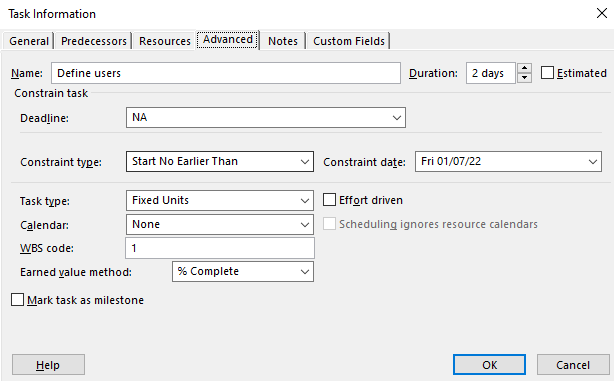 Task Information
General Predecessors Resources Advanced Notes Custom Fields
Name: Define users Duration: 2 days Estimated
Constrain task
Deadline: NA
Constraint type: Start No Earlier Than Constraint date: Fri 01/07/22
Task type: Fixed Units Effort driven
Calendar: None Scheduling ignores resource calendars
WBS code: 1
Earned value method: % Complete
Mark task as milestone
Help OK Cancel